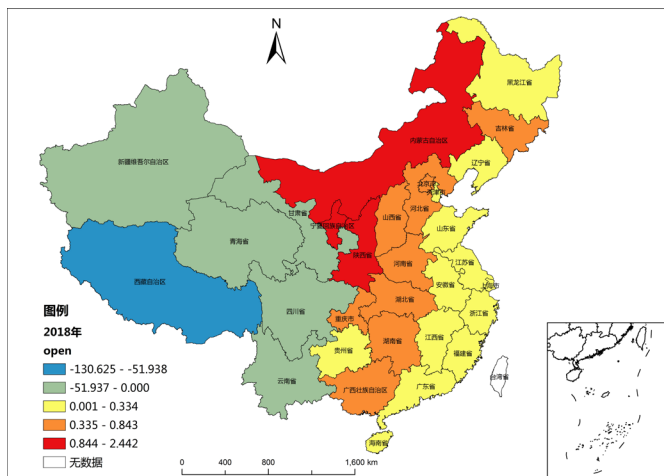 N
黑龙江省
吉林省
内蒙古自治区
辽宁省
新疆维吾尔自治区
北京市
天津市
河北省
甘肃省
山西省
宁夏回族自治区
山东省
青海省
陕西省
河南省
江苏省
西藏自治区
安徽省
上海市
四川省
湖北省
重庆市
浙江省
湖南省
江西省
贵州省
福建省
云南省
台湾省
广西壮族自治区
广东省
海南省
图例
2018年
open
-130.625 - -51.938
-51.937 - 0.000
0.001 - 0.334
0.335 - 0.843
0.844 - 2.442
无数据
0 400 800 1,600 km